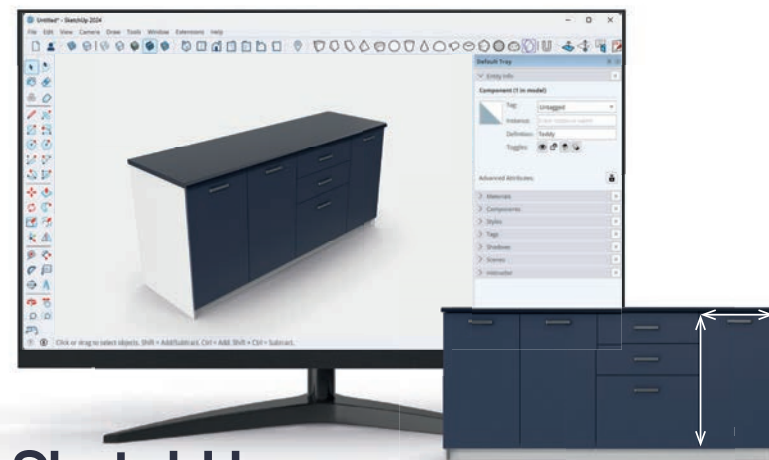 Untitled* - SketchUp 2024
File Edit View Camera Draw Tools Window Extensions Help
Default Tray
Entity Info
Component (1 in model)
Tag: Untagged
Instance:
Definition: Teddy
Toggles:
Advanced Attributes:
Materials
Components
Styles
Tags
Shadows
Scenes
Instructor
Click or drag to select objects. Shift = Add/Subtract. Ctrl = Add. Shift + Ctrl = Subtract.